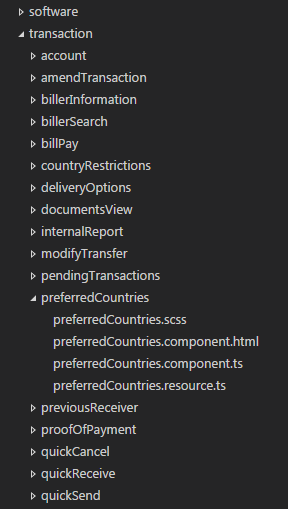 software
transaction
account
amendTransaction
billerInformation
billerSearch
billPay
countryRestrictions
deliveryOptions
documentsView
internalReport
modifyTransfer
pendingTransactions
preferredCountries
preferredCountries.scss
preferredCountries.component.html
preferredCountries.component.ts
preferredCountries.resource.ts
previousReceiver
proofOfPayment
quickCancel
quickReceive
quickSend